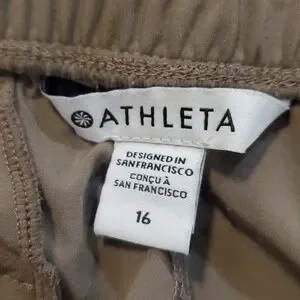 ATHLETA
DESIGNED IN
SAN FRANCISCO
CONÇU À
SAN FRANCISCO
16